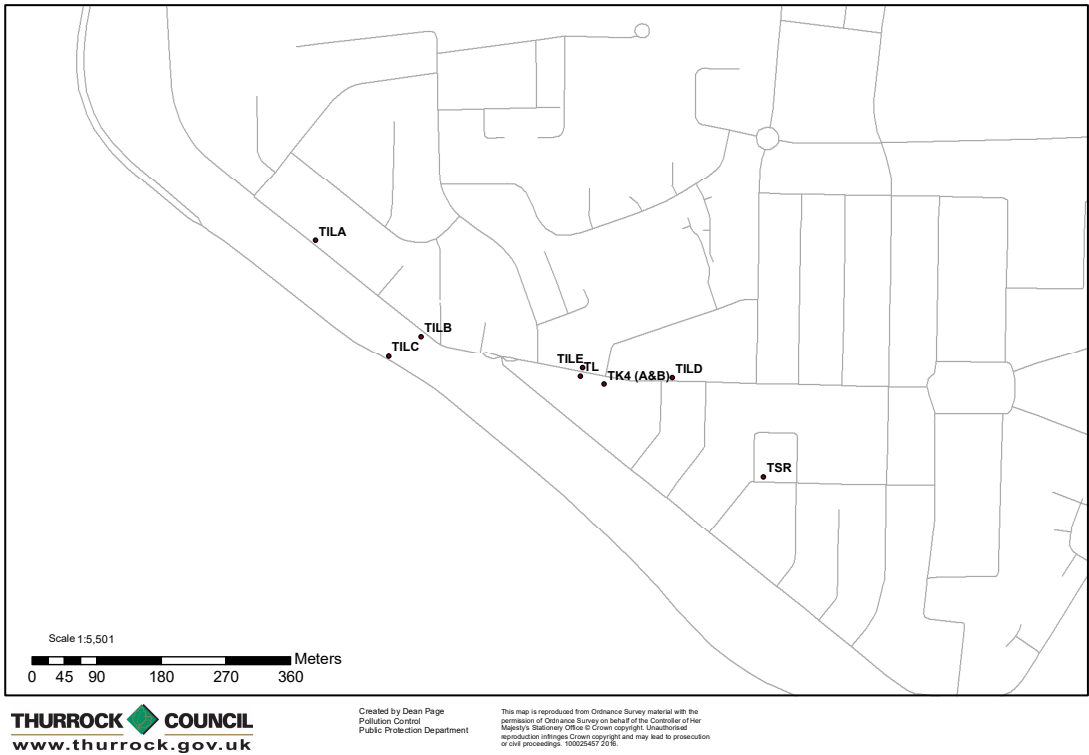 TILA
TILB
TILC
TILE
TL
TILD
TK4 (A&B)
TSR
Scale 1:5,501
Meters
0 45 90 180 270 360
THURROCK COUNCIL
www.thurrock.gov.uk
Created by Dean Page
Pollution Control
Public Protection Department
This map is reproduced from Ordnance Survey material with the
permission of Ordnance Survey on behalf of the Controller of Her
Majesty's Stationery Office © Crown copyright. Unauthorised
reproduction infringes Crown copyright and may lead to prosecution
or civil proceedings. 100025457 2016.